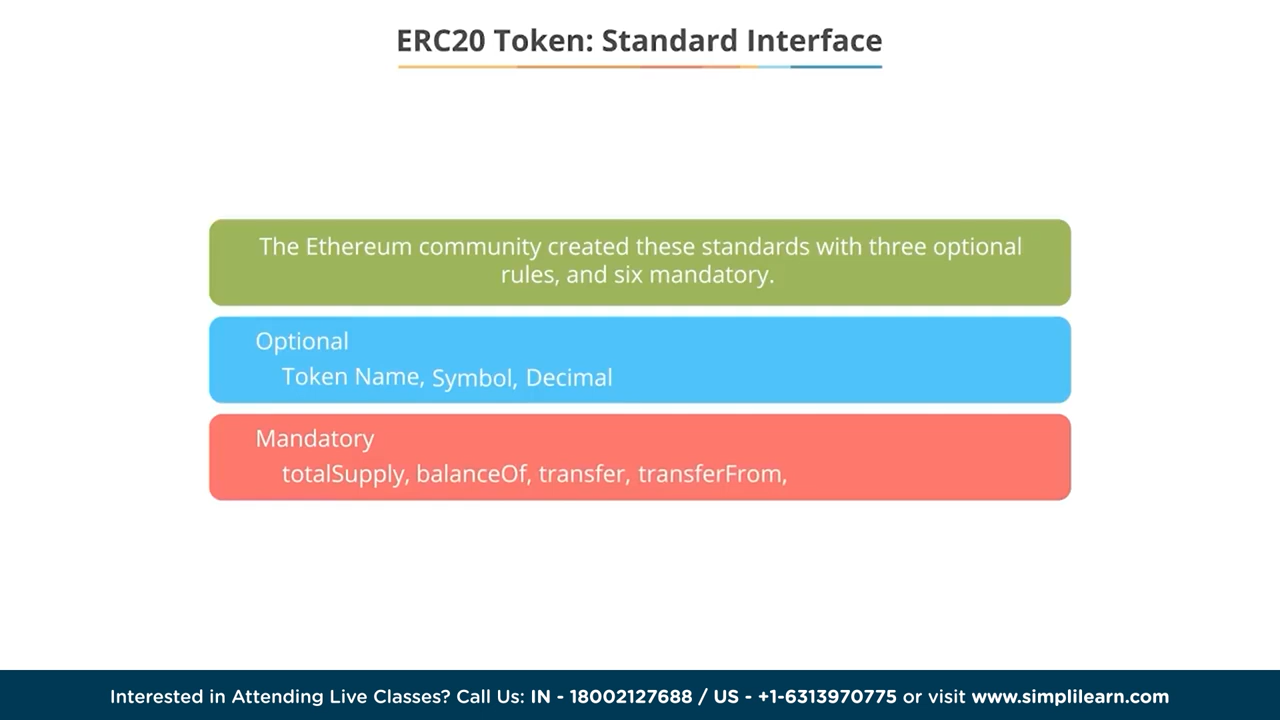 ERC20 Token: Standard Interface
The Ethereum community created these standards with three optional
rules, and six mandatory.
Optional
Token Name, Symbol, Decimal
Mandatory
totalSupply, balanceOf, transfer, transferFrom,
Interested in Attending Live Classes? Call Us: IN - 18002127688 / US - +1-6313970775 or visit www.simplilearn.com